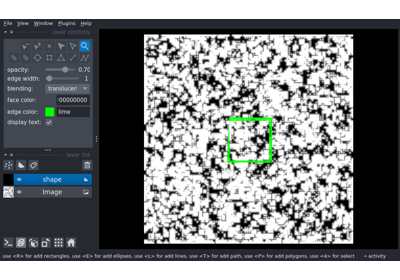 File View Window Plugins Help
layer controls
opacity: 0.70
edge width: 1
blending: translucen
face color: 00000000
edge color: lime
display text:
layer list
shape
Image
use <R> for add rectangles, use <E> for add ellipses, use <L> for add lines, use <T> for add path, use <P> for add polygons, use <4> for select activity